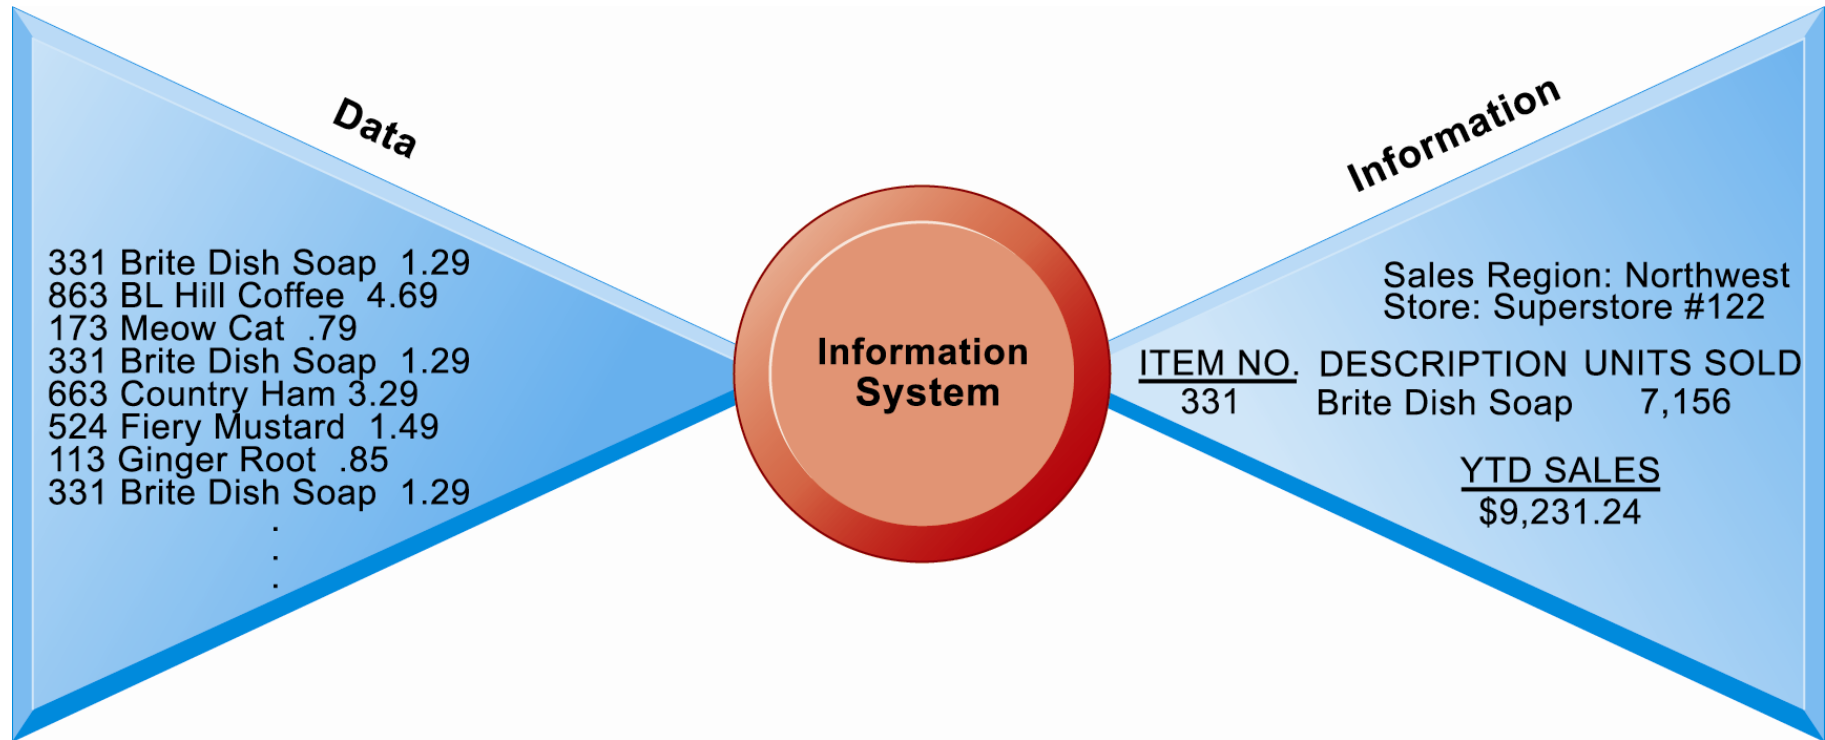 Data
331 Brite Dish Soap 1.29
863 BL Hill Coffee 4.69
173 Meow Cat .79
331 Brite Dish Soap 1.29
663 Country Ham 3.29
524 Fiery Mustard 1.49
113 Ginger Root .85
331 Brite Dish Soap 1.29
.
.
.
Information
System
Information
Sales Region: Northwest
Store: Superstore #122
ITEM NO. DESCRIPTION UNITS SOLD
331 Brite Dish Soap 7,156
YTD SALES
$9,231.24